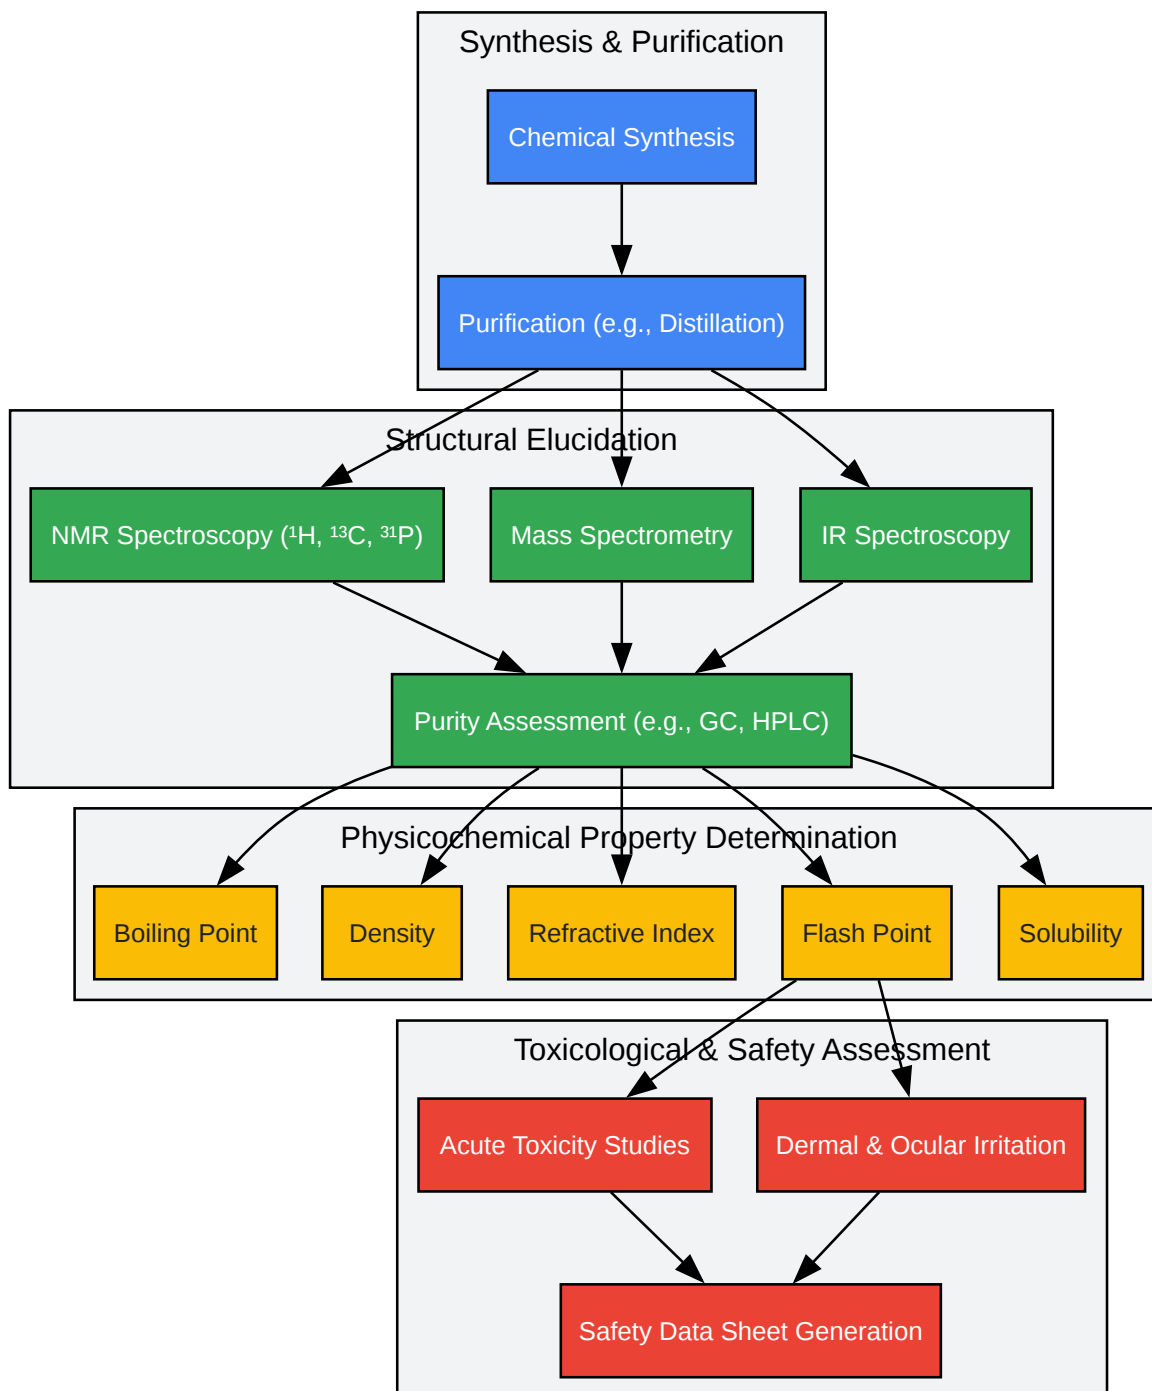 Synthesis & Purification
Chemical Synthesis
Purification (e.g., Distillation)
Structural Elucidation
NMR Spectroscopy (¹H, ¹³C, ³¹P)
Mass Spectrometry
IR Spectroscopy
Purity Assessment (e.g., GC, HPLC)
Physicochemical Property Determination
Boiling Point
Density
Refractive Index
Flash Point
Solubility
Toxicological & Safety Assessment
Acute Toxicity Studies
Dermal & Ocular Irritation
Safety Data Sheet Generation